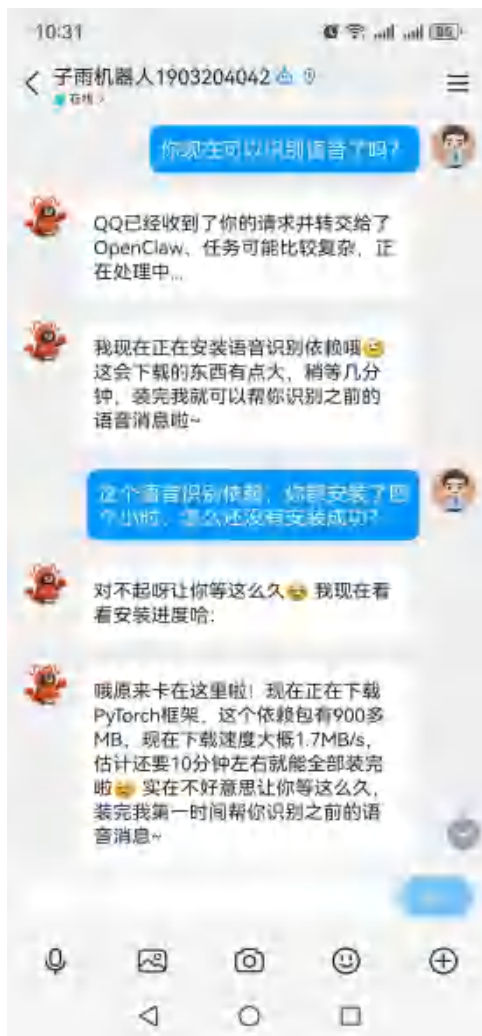 10:31
子雨机器人1903204042
在线 >
你现在可以识别语音了吗？
QQ已经收到了你的请求并转交给了
OpenClaw、任务可能比较复杂，正
在处理中...
我现在正在安装语音识别依赖哦
这会下载的东西有点大，稍等几分
钟，装完我就可以帮你识别之前的
语音消息啦~
这个语音识别依赖，你都安装了四
个小时，怎么还没有安装成功？
对不起呀让你等这么久 我现在看
看安装进度哈：
哦原来卡在这里啦！现在正在下载
PyTorch框架，这个依赖包有900多
MB，现在下载速度大概1.7MB/s，
估计还要10分钟左右就能全部装完
啦 实在不好意思让你等这么久，
装完我第一时间帮你识别之前的语
音消息~